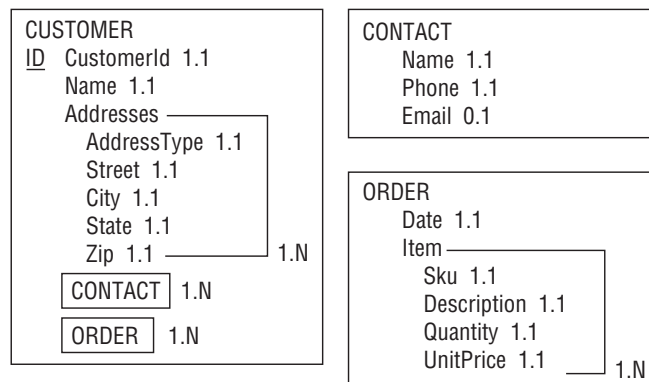 CUSTOMER
ID CustomerId 1.1
Name 1.1
Addresses
AddressType 1.1
Street 1.1
City 1.1
State 1.1
Zip 1.1 1.N
CONTACT 1.N
ORDER 1.N
CONTACT
Name 1.1
Phone 1.1
Email 0.1
ORDER
Date 1.1
Item
Sku 1.1
Description 1.1
Quantity 1.1
UnitPrice 1.1 1.N